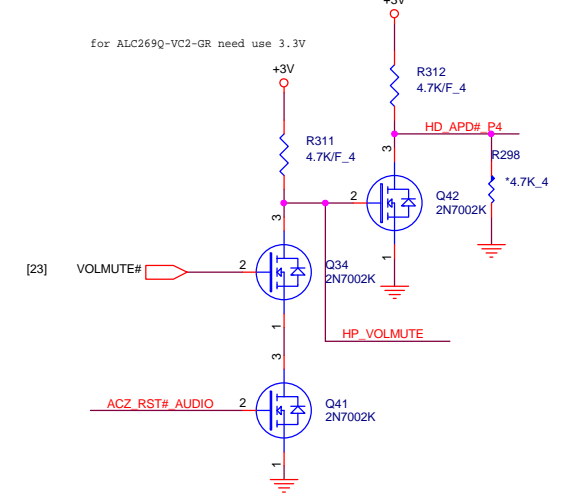 +3V
for ALC269Q-VC2-GR need use 3.3V
+3V
R312
4.7K/F_4
HD_APD#_P4
R311
4.7K/F_4
3
R298
*4.7K_4
2
Q42
2N7002K
3
1
[23]
VOLMUTE#
2
Q34
2N7002K
1
HP_VOLMUTE
3
ACZ_RST#_AUDIO
2
Q41
2N7002K
1